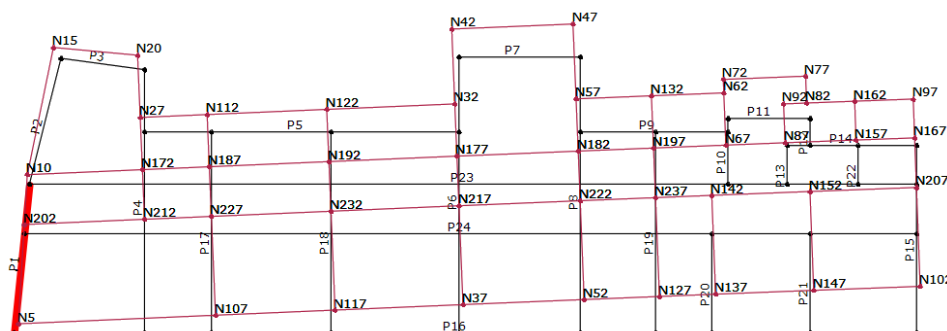 N42 N47
N15 N20 P3
P7
N72 N77
N62
N27 N112 N122 N32 N57 N132 N92 N82 N162 N97
P2 P5 P9 P11
N67 N87 P14 N157 N167
N10 N172 N187 N192 N177 N182 N197 P10 P13 P22
P23
N202 P4 N212 N227 N232 P6 N217 P8 N222 N237 N142 N152 N207
P17 P18 P24 P19 P15
P1
N5 N107 N117 N37 N52 N127 P20 N137 P21 N147 N102
P16